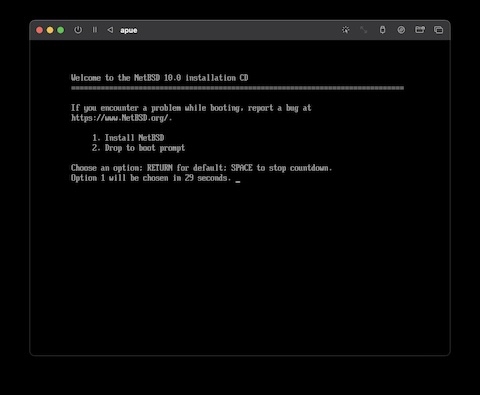 apue
Welcome to the NetBSD 10.0 installation CD
================================================================================
If you encounter a problem while booting, report a bug at
https://www.NetBSD.org/.
1. Install NetBSD
2. Drop to boot prompt
Choose an option; RETURN for default; SPACE to stop countdown.
Option 1 will be chosen in 29 seconds. _